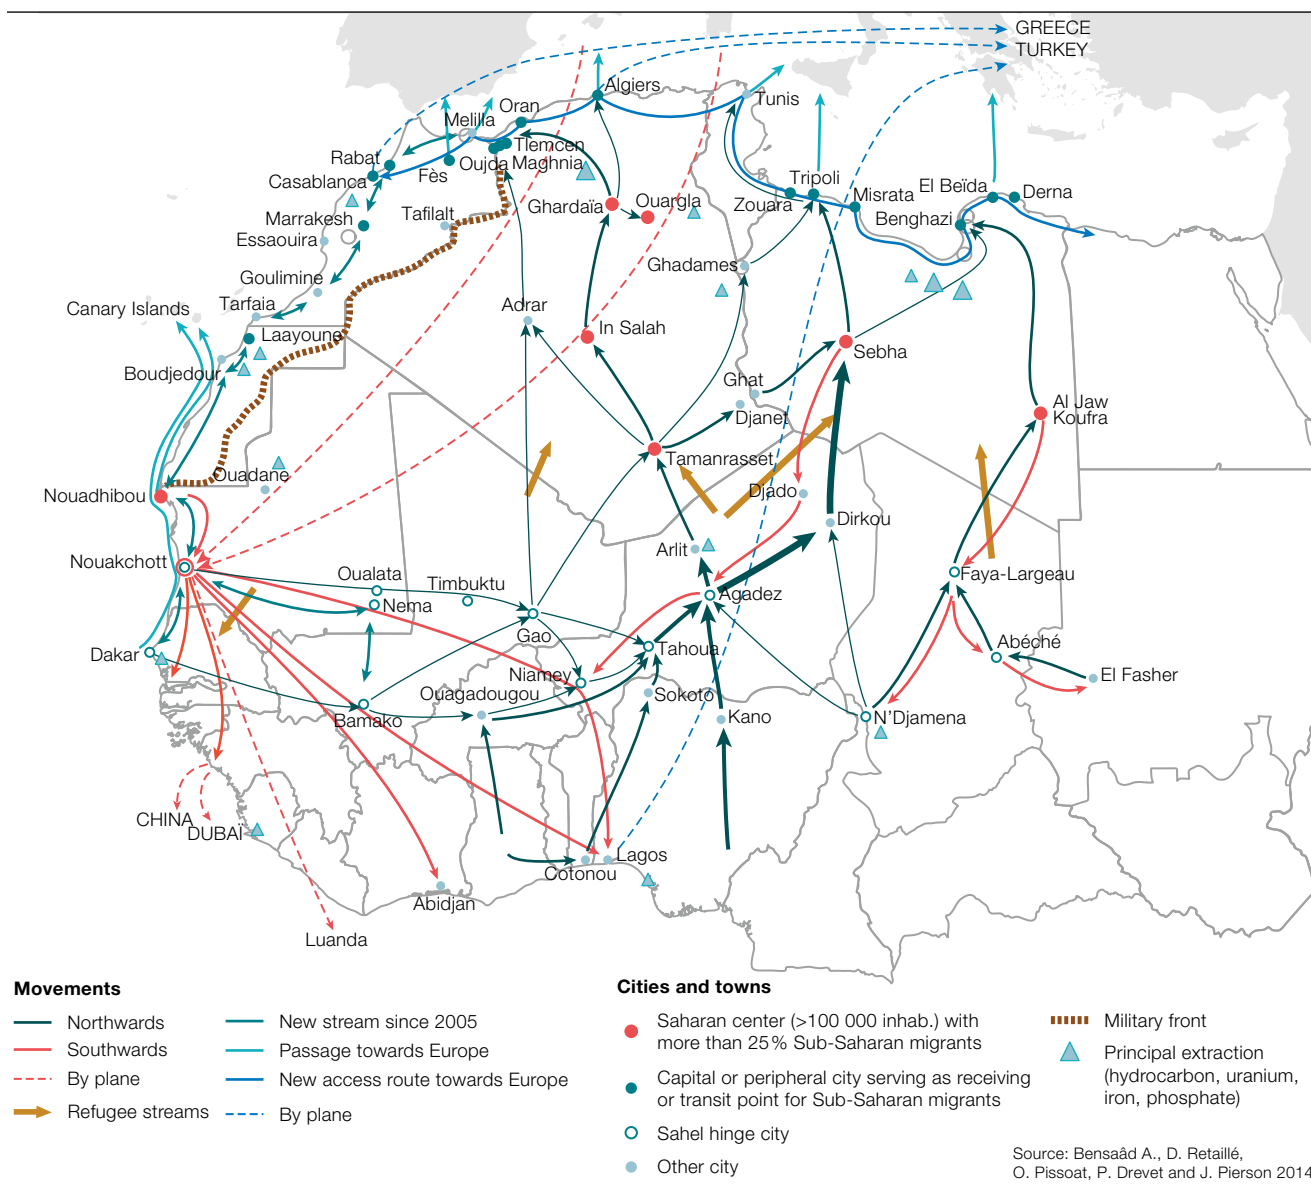 GREECE
TURKEY
Algiers
Tunis
Oran
Melilla
Tlemcen
Oujda Maghnia
Rabat
Fès
Casablanca
Marrakesh
Tafilalt
Essaouira
Ghardaïa
Ouargla
Zouara
Tripoli
Misrata
El Beïda
Derna
Benghazi
Goulimine
Ghadames
Canary Islands
Tarfaia
Laayoune
Adrar
In Salah
Sebha
Boudjedour
Ghat
Djanet
Al Jaw
Koufra
Tamanrasset
Ouadane
Nouadhibou
Djado
Dirkou
Nouakchott
Arlit
Oualata
Timbuktu
Nema
Agadez
Faya-Largeau
Gao
Dakar
Tahoua
Abéché
Niamey
El Fasher
Ouagadougou
Sokoto
Bamako
Kano
N'Djamena
CHINA
DUBAÏ
Lagos
Cotonou
Abidjan
Luanda
Movements
Northwards
Southwards
By plane
Refugee streams
New stream since 2005
Passage towards Europe
New access route towards Europe
By plane
Cities and towns
Saharan center (>100 000 inhab.) with
more than 25% Sub-Saharan migrants
Capital or peripheral city serving as receiving
or transit point for Sub-Saharan migrants
Sahel hinge city
Other city
Military front
Principal extraction
(hydrocarbon, uranium,
iron, phosphate)
Source: Bensaâd A., D. Retaillé,
O. Pissoat, P. Drevet and J. Pierson 2014